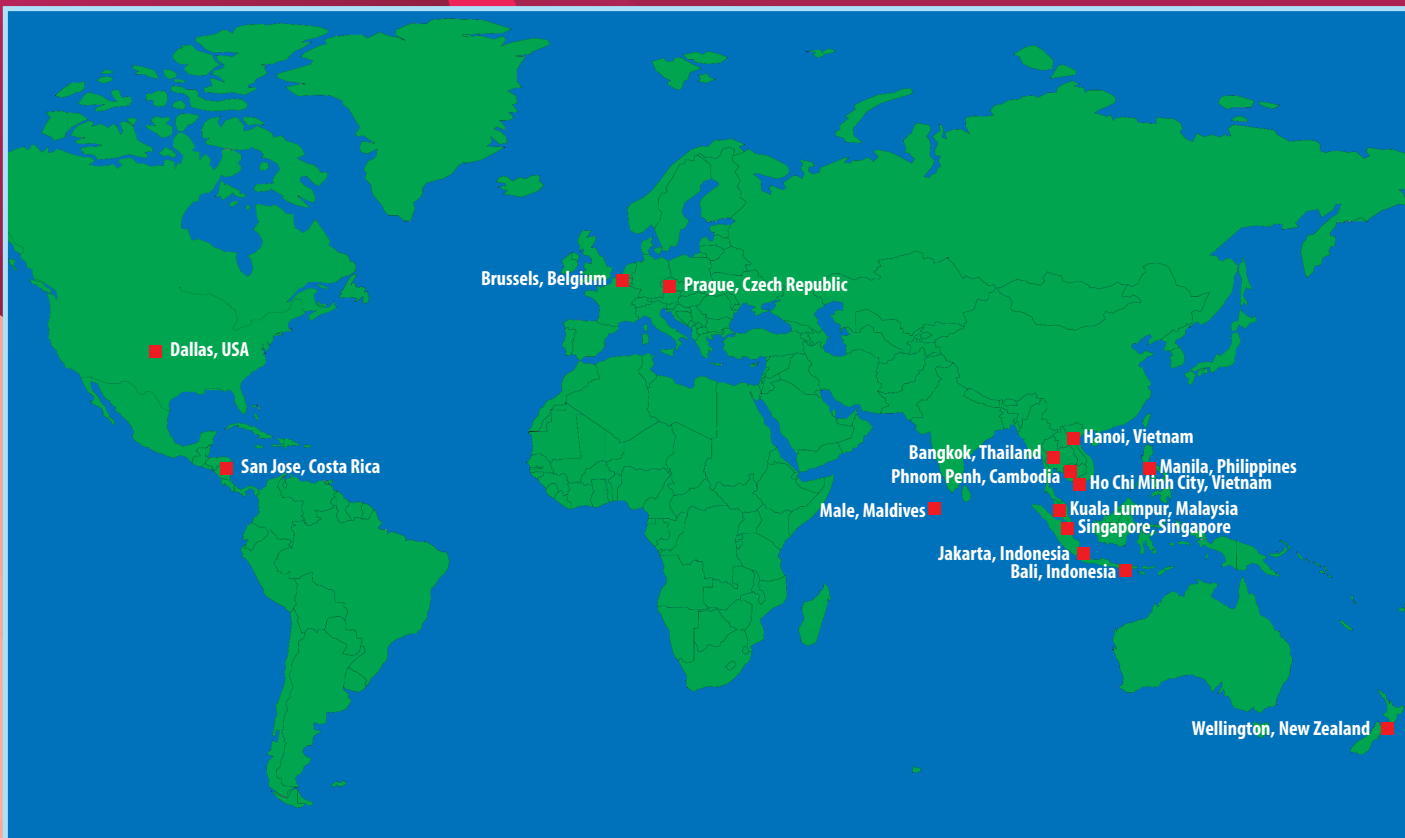 Brussels, Belgium
Prague, Czech Republic
Dallas, USA
Hanoi, Vietnam
Bangkok, Thailand
San Jose, Costa Rica
Manila, Philippines
Phnom Penh, Cambodia
Ho Chi Minh City, Vietnam
Male, Maldives
Kuala Lumpur, Malaysia
Singapore, Singapore
Jakarta, Indonesia
Bali, Indonesia
Wellington, New Zealand